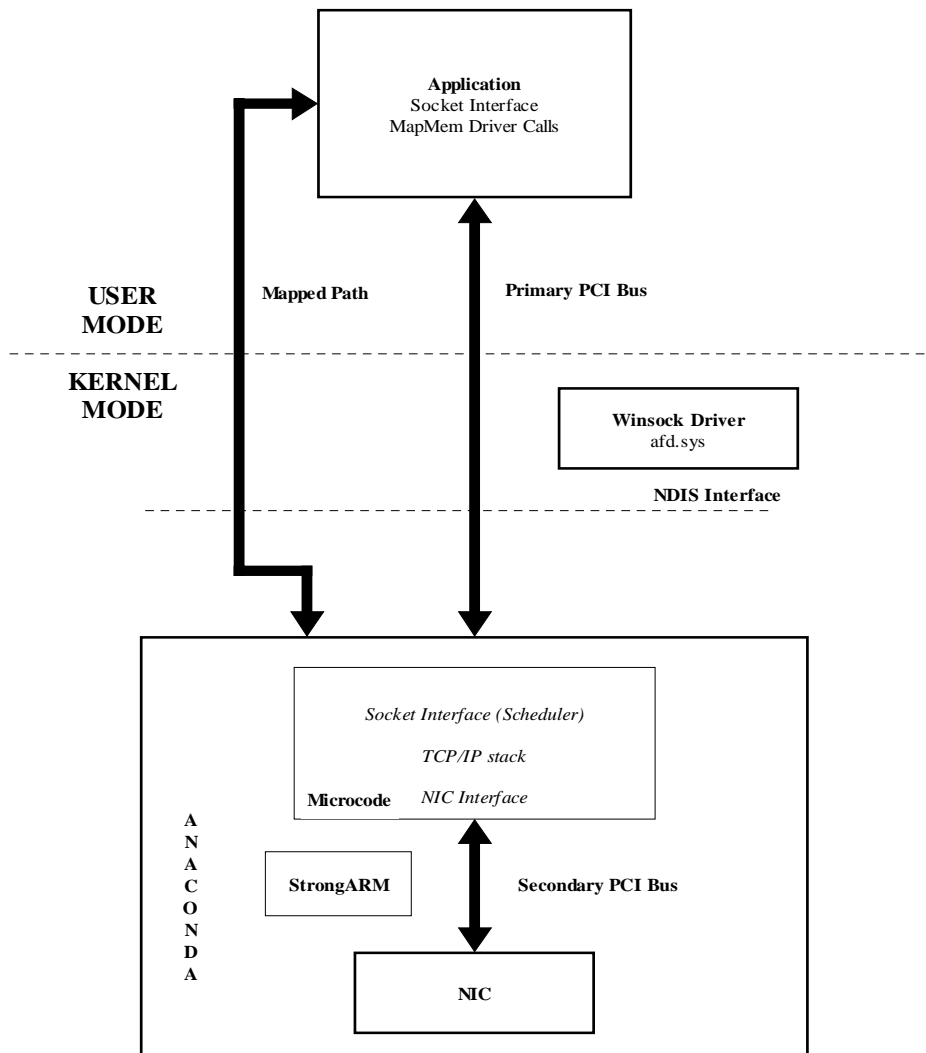 Application
Socket Interface
MapMem Driver Calls
Mapped Path
Primary PCI Bus
USER
MODE
KERNEL
MODE
Winsock Driver
afd.sys
NDIS Interface
Socket Interface (Scheduler)
TCP/IP stack
NIC Interface
Microcode
A
N
A
C
O
N
D
A
StrongARM
Secondary PCI Bus
NIC